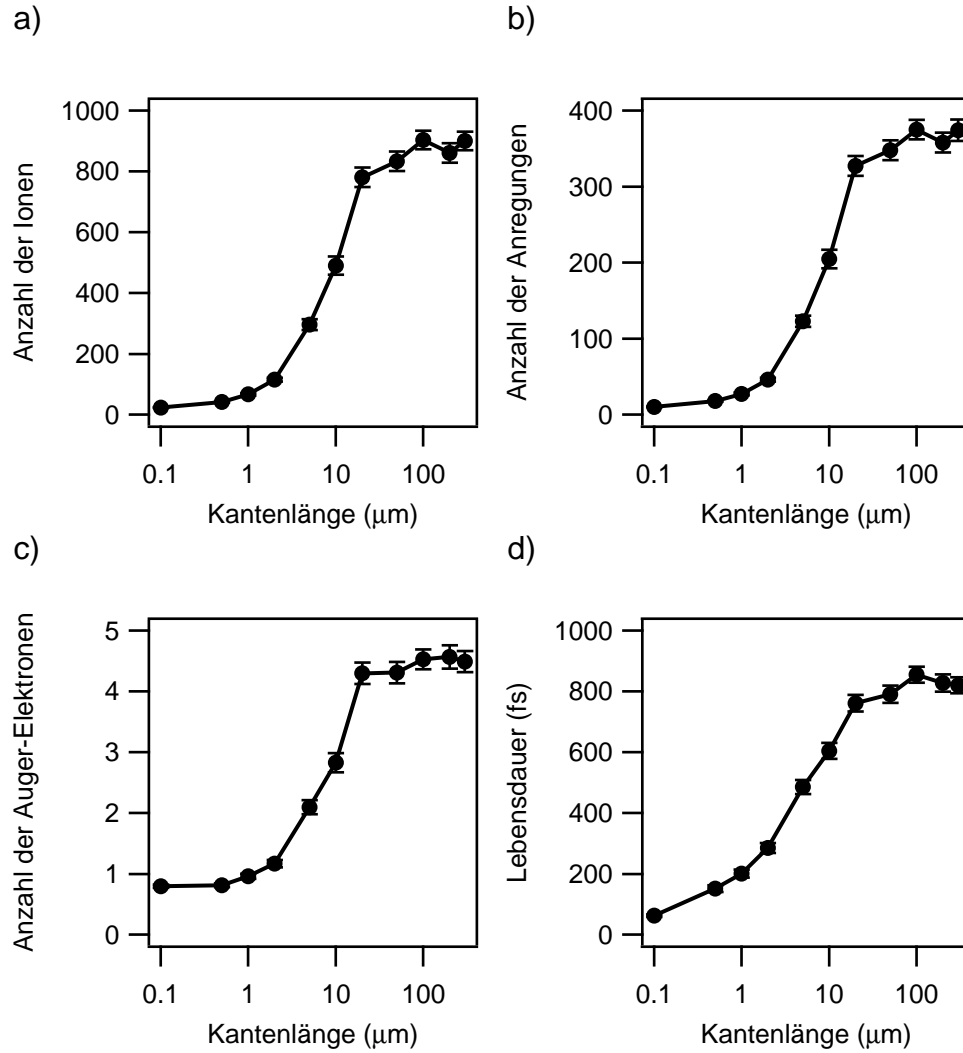 a)
1000
800
600
400
200
0
Anzahl der Ionen
0.1 1 10 100
Kantenlänge (μm)
b)
400
300
200
100
0
Anzahl der Anregungen
0.1 1 10 100
Kantenlänge (μm)
c)
5
4
3
2
1
0
Anzahl der Auger-Elektronen
0.1 1 10 100
Kantenlänge (μm)
d)
1000
800
600
400
200
0
Lebensdauer (fs)
0.1 1 10 100
Kantenlänge (μm)